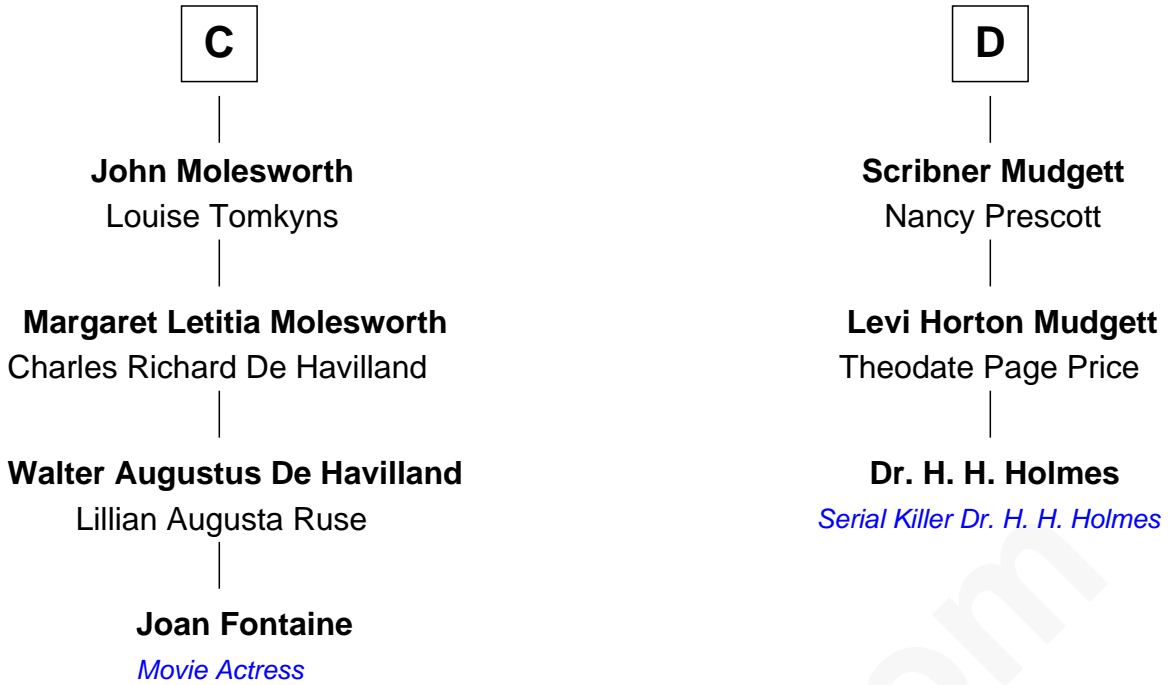 C
John Molesworth
Louise Tomkyns
Margaret Letitia Molesworth
Charles Richard De Havilland
Walter Augustus De Havilland
Lillian Augusta Ruse
Joan Fontaine
Movie Actress
D
Scribner Mudgett
Nancy Prescott
Levi Horton Mudgett
Theodate Page Price
Dr. H. H. Holmes
Serial Killer Dr. H. H. Holmes
om